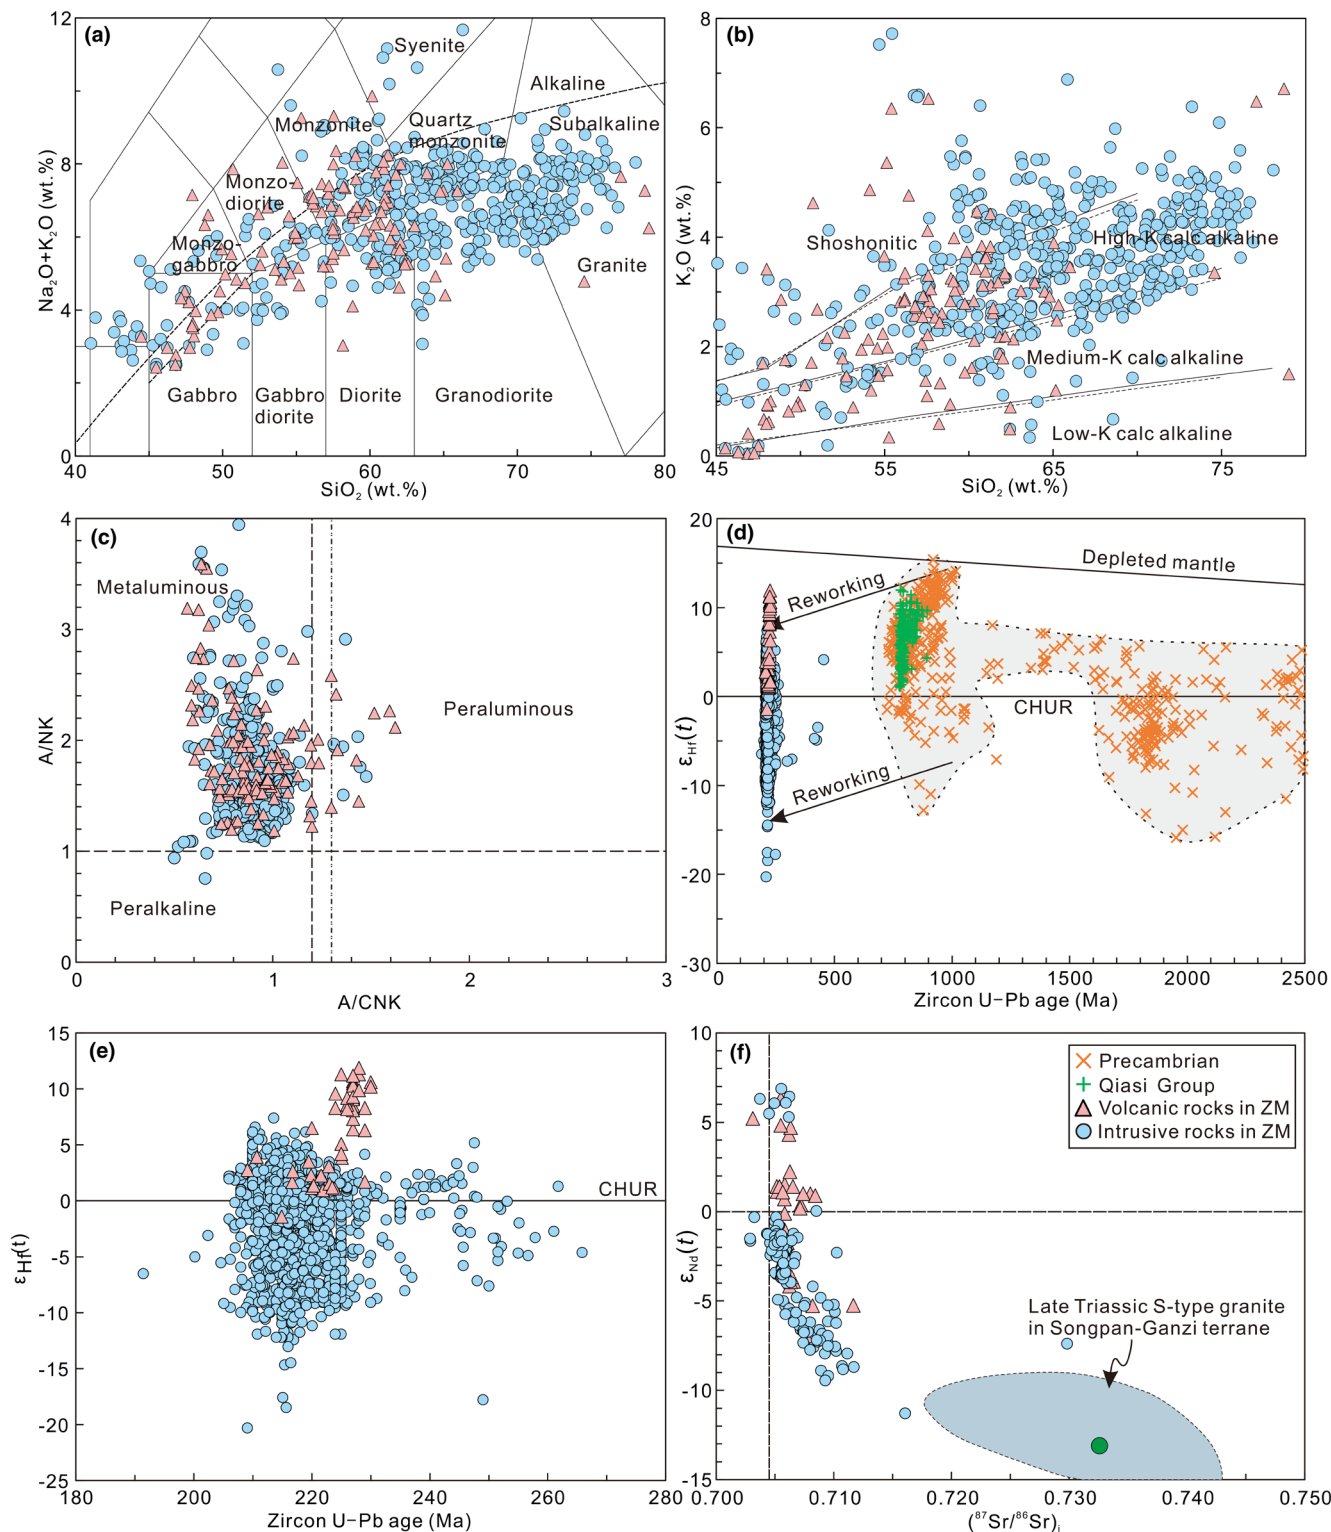 (a)
12
8
4
0
Na2O+K2O (wt.%)
Syenite
Alkaline
Monzonite
Quartz
monzonite
Subalkaline
Monzo-
diorite
Monzo-
gabbro
Granite
Gabbro
Gabbro
diorite
Diorite
Granodiorite
40
50
60
70
80
SiO2 (wt.%)
(b)
8
6
4
2
0
K2O (wt.%)
Shoshonitic
High-K calc alkaline
Medium-K calc alkaline
Low-K calc alkaline
45
55
65
75
SiO2 (wt.%)
(c)
4
3
2
1
0
A/NK
Metaluminous
Peraluminous
Peralkaline
0
1
2
3
A/CNK
(d)
20
10
0
-10
-20
-30
εHf(t)
Depleted mantle
Reworking
CHUR
Reworking
0
500
1000
1500
2000
2500
Zircon U−Pb age (Ma)
(e)
15
10
5
0
-5
-10
-15
-20
-25
εHf(t)
CHUR
180
200
220
240
260
280
Zircon U−Pb age (Ma)
(f)
10
5
0
-5
-10
-15
εNd(t)
Precambrian
Qiasi Group
Volcanic rocks in ZM
Intrusive rocks in ZM
Late Triassic S-type granite
in Songpan-Ganzi terrane
0.700
0.710
0.720
0.730
0.740
0.750
(87Sr/86Sr)i